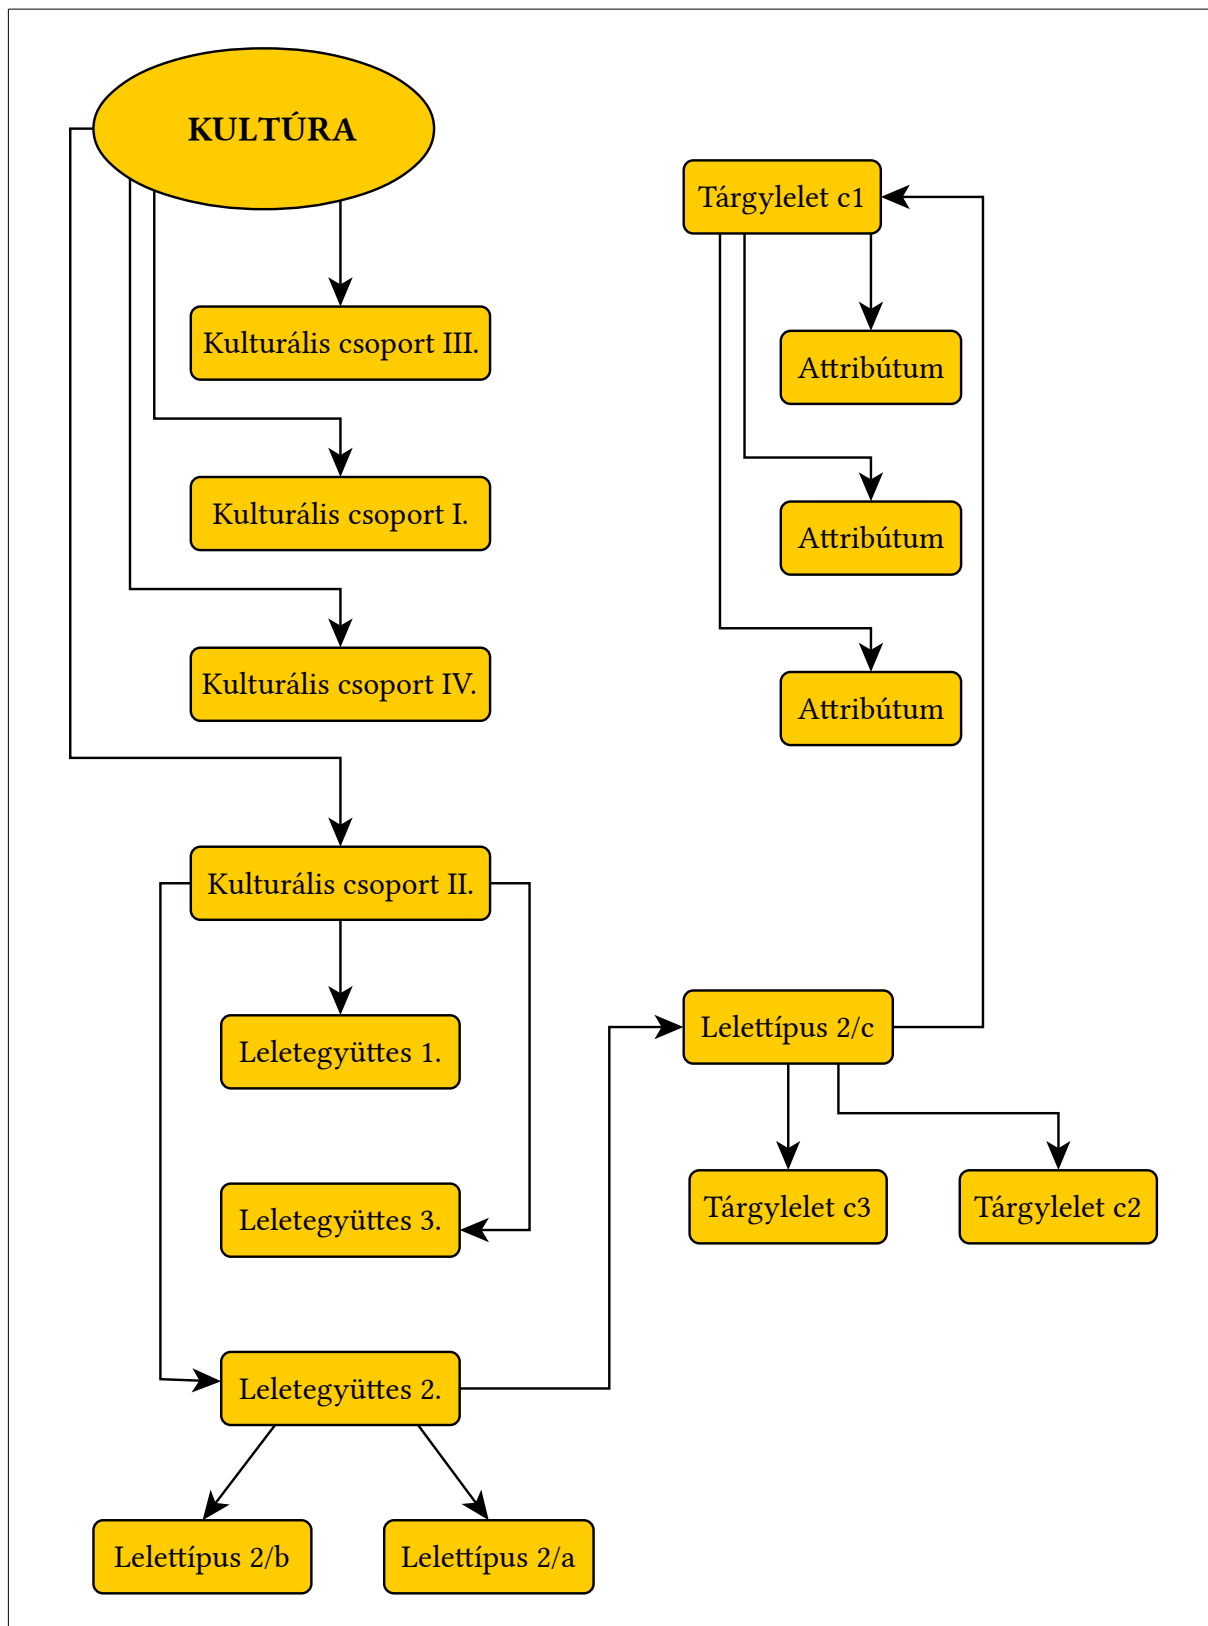 KULTÚRA
Kulturális csoport III.
Kulturális csoport I.
Kulturális csoport IV.
Kulturális csoport II.
Leletegyüttes 1.
Leletegyüttes 3.
Leletegyüttes 2.
Lelettípus 2/b
Lelettípus 2/a
Tárgylelet c1
Attribútum
Attribútum
Attribútum
Lelettípus 2/c
Tárgylelet c3
Tárgylelet c2